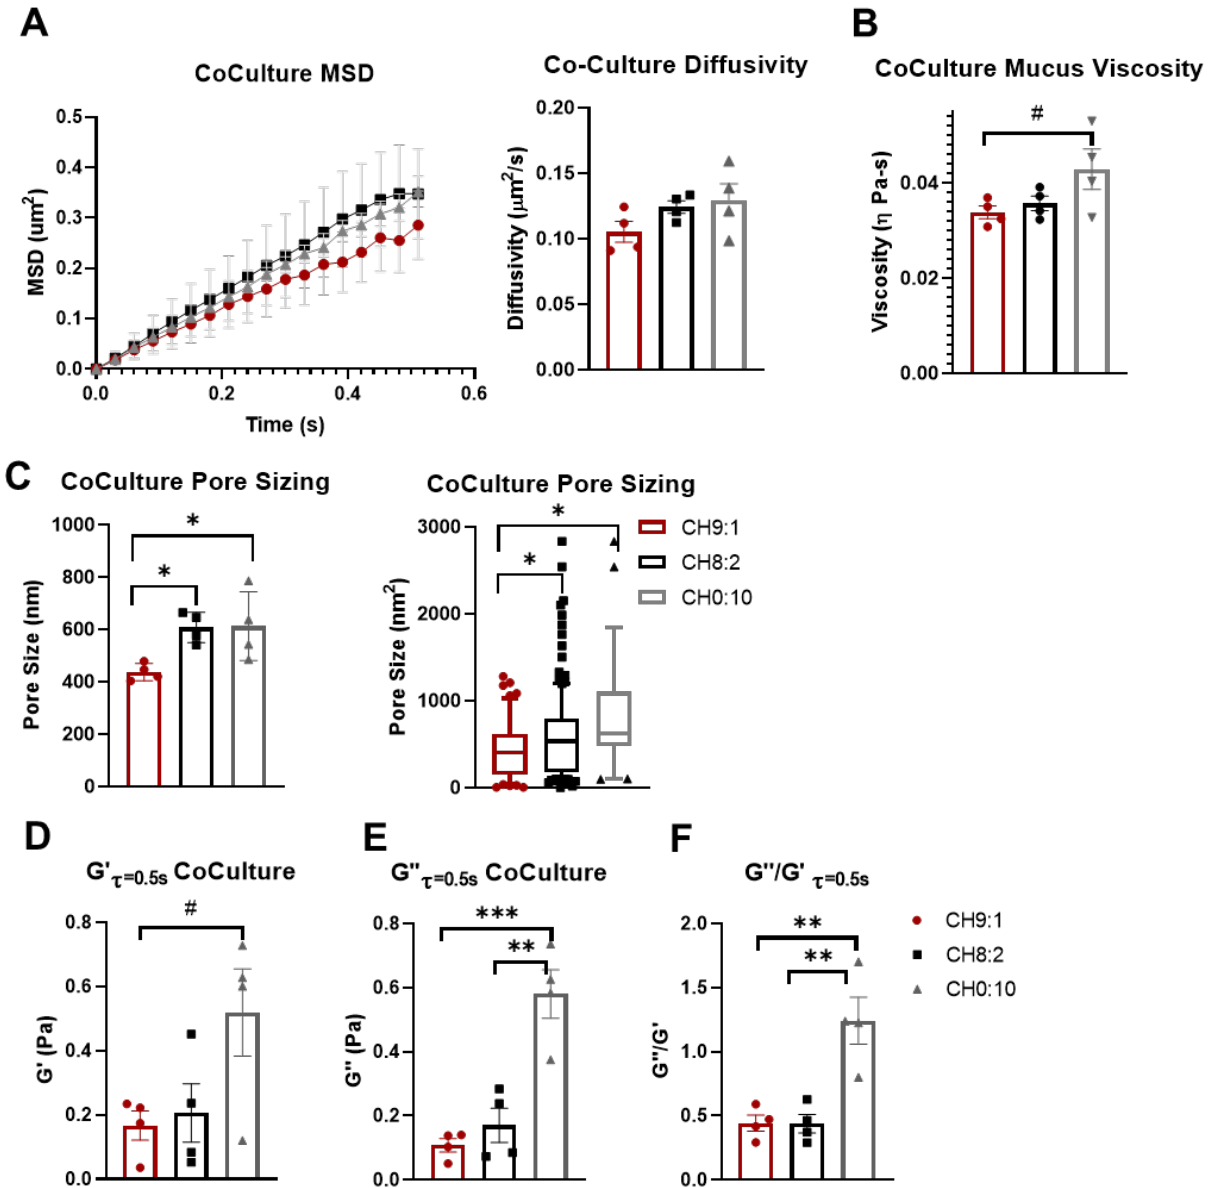 A
B
CoCulture MSD
Co-Culture Diffusivity
CoCulture Mucus Viscosity
MSD (um²)
0.5
0.4
0.3
0.2
0.1
0.0
0.0 0.2 0.4 0.6
Time (s)
Diffusivity (μm²/s)
0.20
0.15
0.10
0.05
0.00
Viscosity (η Pa-s)
#
0.04
0.02
0.00
C
CoCulture Pore Sizing
CoCulture Pore Sizing
Pore Size (nm)
1000
800
600
400
200
0
*
*
Pore Size (nm²)
3000
2000
1000
0
*
*
CH9:1
CH8:2
CH0:10
D
E
F
G'τ=0.5s CoCulture
G''τ=0.5s CoCulture
G''/G' τ=0.5s
G' (Pa)
0.8
0.6
0.4
0.2
0.0
#
G'' (Pa)
0.8
0.6
0.4
0.2
0.0
***
**
G''/G'
2.0
1.5
1.0
0.5
0.0
**
**
CH9:1
CH8:2
CH0:10